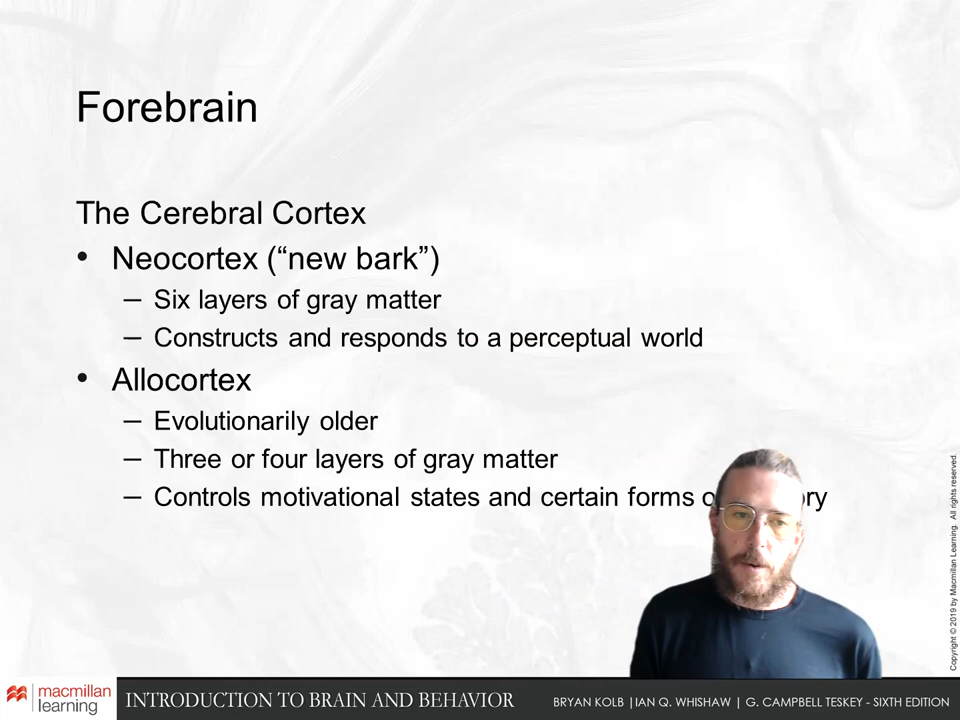 Forebrain
The Cerebral Cortex
• Neocortex (“new bark”)
– Six layers of gray matter
– Constructs and responds to a perceptual world
• Allocortex
– Evolutionarily older
– Three or four layers of gray matter
– Controls motivational states and certain forms
Copyright © 2019 by Macmillan Learning. All rights reserved.
macmillan
learning
INTRODUCTION TO BRAIN AND BEHAVIOR
BRYAN KOLB |IAN Q. WHISHAW | G. CAMPBELL TESKEY - SIXTH EDITION